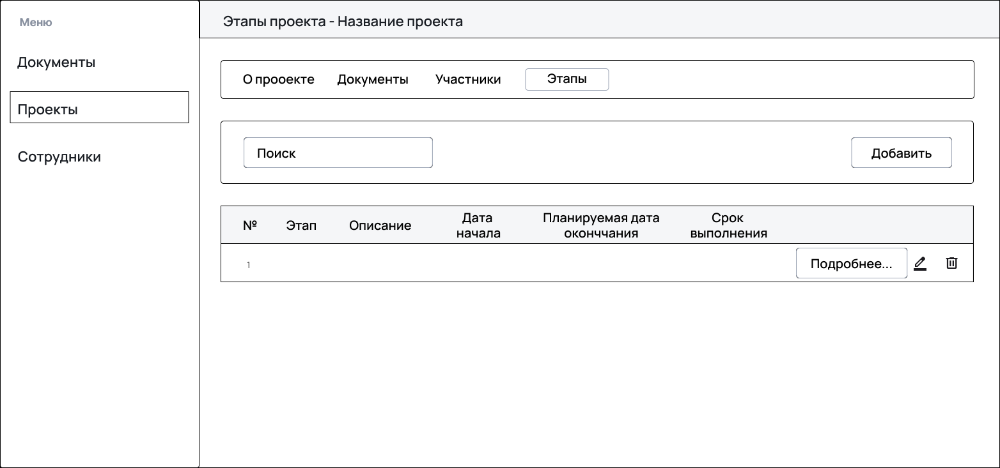 Меню
Документы
Проекты
Сотрудники
Этапы проекта - Название проекта
О прооекте Документы Участники Этапы
Поиск Добавить
№ Этап Описание Дата начала Планируемая дата оконччания Срок выполнения
1 Подробнее...